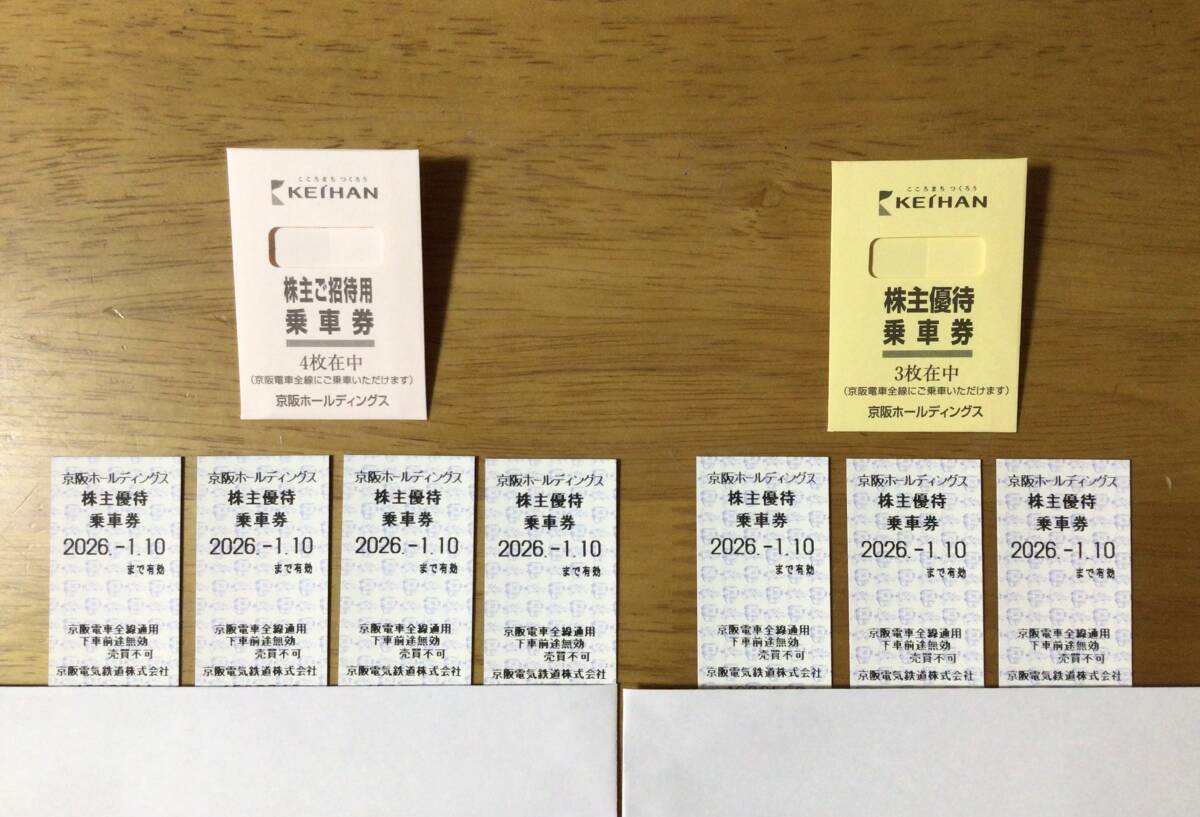 こころまち つくろう
KEIHAN
株主ご招待用
乗車券
4枚在中
(京阪電車全線にご乗車いただけます)
京阪ホールディングス
こころまち つくろう
KEIHAN
株主優待
乗車券
3枚在中
(京阪電車全線にご乗車いただけます)
京阪ホールディングス
京阪ホールディングス
株主優待
乗車券
2026.-1.10
まで有効
京阪電車全線通用
下車前途無効
売買不可
京阪電気鉄道株式会社
京阪ホールディングス
株主優待
乗車券
2026.-1.10
まで有効
京阪電車全線通用
下車前途無効
売買不可
京阪電気鉄道株式会社
京阪ホールディングス
株主優待
乗車券
2026.-1.10
まで有効
京阪電車全線通用
下車前途無効
売買不可
京阪電気鉄道株式会社
京阪ホールディングス
株主優待
乗車券
2026.-1.10
まで有効
京阪電車全線通用
下車前途無効
売買不可
京阪電気鉄道株式会社
京阪ホールディングス
株主優待
乗車券
2026.-1.10
まで有効
京阪電車全線通用
下車前途無効
売買不可
京阪電気鉄道株式会社
京阪ホールディングス
株主優待
乗車券
2026.-1.10
まで有効
京阪電車全線通用
下車前途無効
売買不可
京阪電気鉄道株式会社
京阪ホールディングス
株主優待
乗車券
2026.-1.10
まで有効
京阪電車全線通用
下車前途無効
売買不可
京阪電気鉄道株式会社